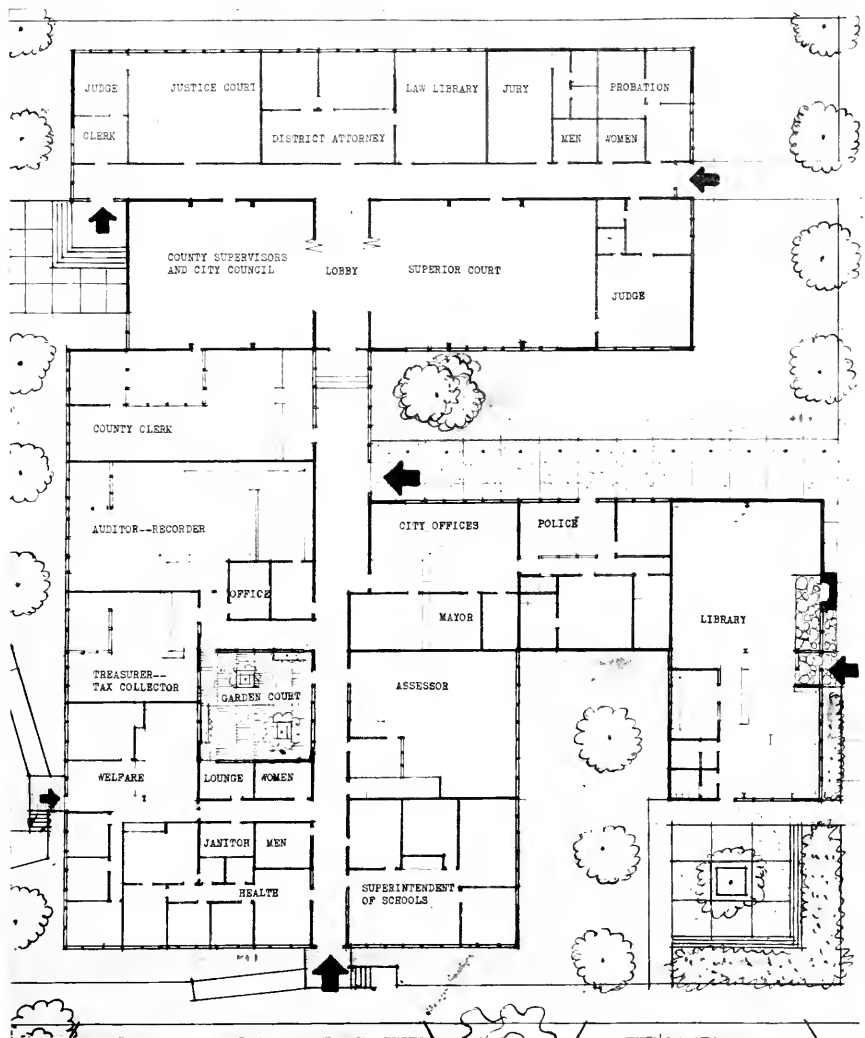 JUDGE
JUSTICE COURT
LAW LIBRARY
JURY
PROBATION
CLERK
DISTRICT ATTORNEY
MEN
WOMEN
COUNTY SUPERVISORS
AND CITY COUNCIL
LOBBY
SUPERIOR COURT
JUDGE
COUNTY CLERK
AUDITOR--RECORDER
CITY OFFICES
POLICE
OFFICE
MAYOR
LIBRARY
TREASURER--
TAX COLLECTOR
GARDEN COURT
ASSESSOR
WELFARE
LOUNGE
WOMEN
JANITOR
MEN
HEALTH
SUPERINTENDENT
OF SCHOOLS